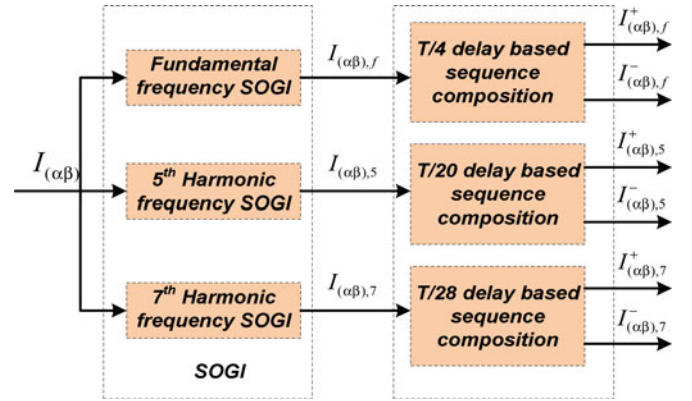 Fundamental
frequency SOGI
I(αβ),f
T/4 delay based
sequence
composition
I⁺(αβ),f
I⁻(αβ),f
I(αβ)
5th Harmonic
frequency SOGI
I(αβ),5
T/20 delay based
sequence
composition
I⁺(αβ),5
I⁻(αβ),5
7th Harmonic
frequency SOGI
I(αβ),7
T/28 delay based
sequence
composition
I⁺(αβ),7
I⁻(αβ),7
SOGI